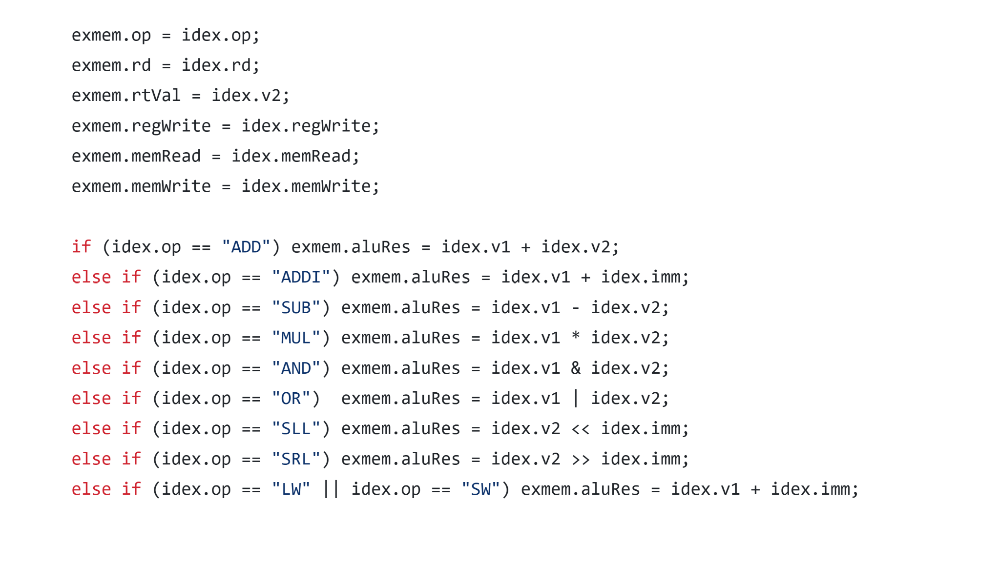 exmem.op = idex.op;
exmem.rd = idex.rd;
exmem.rtVal = idex.v2;
exmem.regWrite = idex.regWrite;
exmem.memRead = idex.memRead;
exmem.memWrite = idex.memWrite;

if (idex.op == "ADD") exmem.aluRes = idex.v1 + idex.v2;
else if (idex.op == "ADDI") exmem.aluRes = idex.v1 + idex.imm;
else if (idex.op == "SUB") exmem.aluRes = idex.v1 - idex.v2;
else if (idex.op == "MUL") exmem.aluRes = idex.v1 * idex.v2;
else if (idex.op == "AND") exmem.aluRes = idex.v1 & idex.v2;
else if (idex.op == "OR")  exmem.aluRes = idex.v1 | idex.v2;
else if (idex.op == "SLL") exmem.aluRes = idex.v2 << idex.imm;
else if (idex.op == "SRL") exmem.aluRes = idex.v2 >> idex.imm;
else if (idex.op == "LW" || idex.op == "SW") exmem.aluRes = idex.v1 + idex.imm;